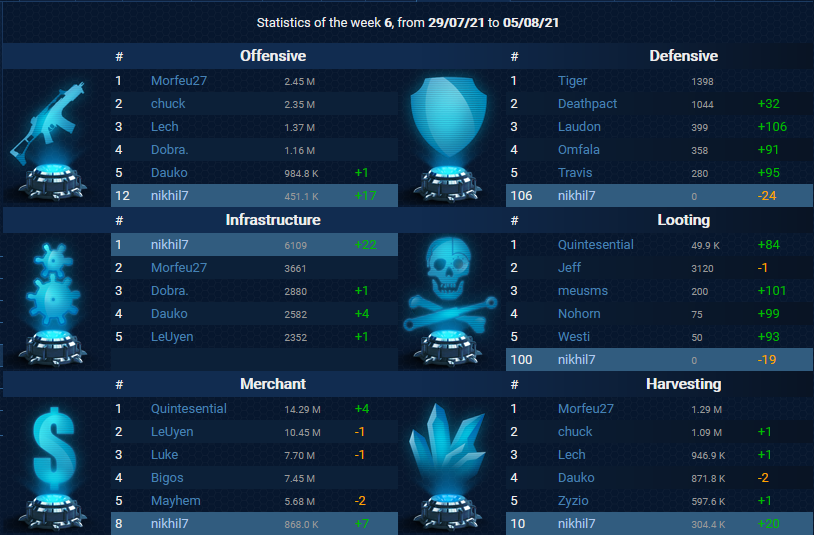 Statistics of the week 6, from 29/07/21 to 05/08/21
# Offensive
1 Morfeu27 2.45 M
2 chuck 2.35 M
3 Lech 1.37 M
4 Dobra. 1.16 M
5 Dauko 984.8 K +1
12 nikhil7 451.1 K +17
# Defensive
1 Tiger 1398
2 Deathpact 1044 +32
3 Laudon 399 +106
4 Omfala 358 +91
5 Travis 280 +95
106 nikhil7 0 -24
# Infrastructure
1 nikhil7 6109 +22
2 Morfeu27 3661
3 Dobra. 2880 +1
4 Dauko 2582 +4
5 LeUyen 2352 +1
# Looting
1 Quintesential 49.9 K +84
2 Jeff 3120 -1
3 meusms 200 +101
4 Nohorn 75 +99
5 Westi 50 +93
100 nikhil7 0 -19
# Merchant
1 Quintesential 14.29 M +4
2 LeUyen 10.45 M -1
3 Luke 7.70 M -1
4 Bigos 7.45 M
5 Mayhem 5.68 M -2
8 nikhil7 868.0 K +7
# Harvesting
1 Morfeu27 1.29 M
2 chuck 1.09 M +1
3 Lech 946.9 K +1
4 Dauko 871.8 K -2
5 Zyzio 597.6 K +1
10 nikhil7 304.4 K +20